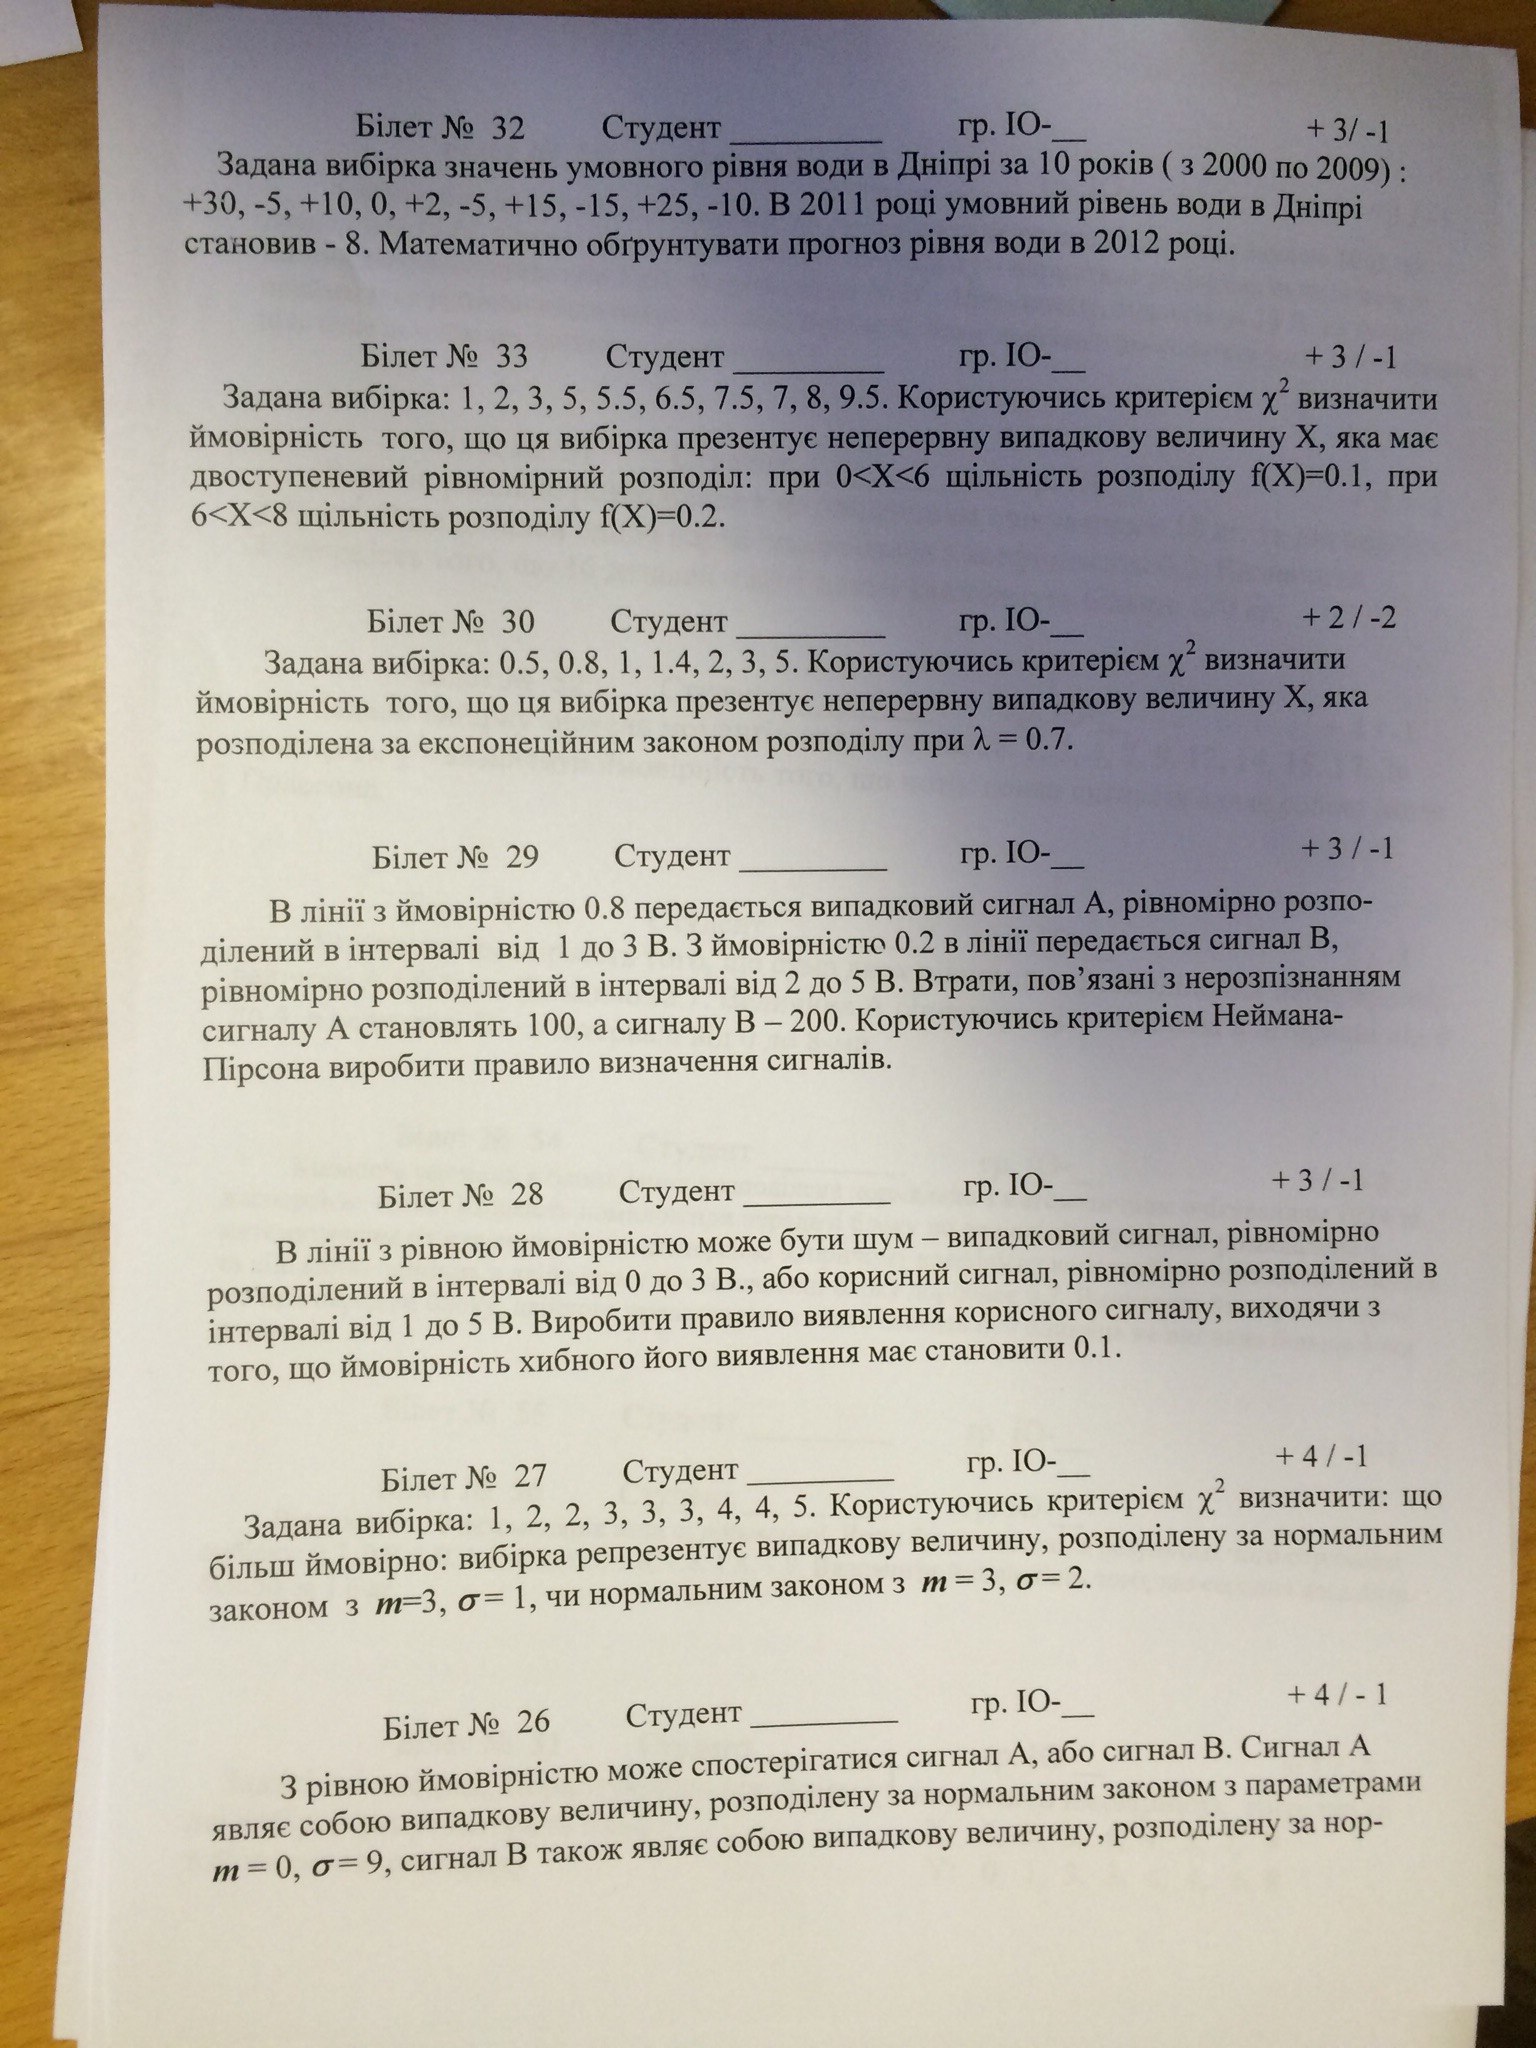 Білет № 32 Студент _________ гр. ІО-__ + 3/ -1
Задана вибірка значень умовного рівня води в Дніпрі за 10 років ( з 2000 по 2009) :
+30, -5, +10, 0, +2, -5, +15, -15, +25, -10. В 2011 році умовний рівень води в Дніпрі
становив - 8. Математично обґрунтувати прогноз рівня води в 2012 році.
Білет № 33 Студент _________ гр. ІО-__ + 3 / -1
Задана вибірка: 1, 2, 3, 5, 5.5, 6.5, 7.5, 7, 8, 9.5. Користуючись критерієм χ² визначити
ймовірність того, що ця вибірка презентує неперервну випадкову величину X, яка має
двоступеневий рівномірний розподіл: при 0<X<6 щільність розподілу f(X)=0.1, при
6<X<8 щільність розподілу f(X)=0.2.
Білет № 30 Студент _________ гр. ІО-__ + 2 / -2
Задана вибірка: 0.5, 0.8, 1, 1.4, 2, 3, 5. Користуючись критерієм χ² визначити
ймовірність того, що ця вибірка презентує неперервну випадкову величину X, яка
розподілена за експонеційним законом розподілу при λ = 0.7.
Білет № 29 Студент _________ гр. ІО-__ + 3 / -1
В лінії з ймовірністю 0.8 передається випадковий сигнал А, рівномірно розпо-
ділений в інтервалі від 1 до 3 В. З ймовірністю 0.2 в лінії передається сигнал В,
рівномірно розподілений в інтервалі від 2 до 5 В. Втрати, пов’язані з нерозпізнанням
сигналу А становлять 100, а сигналу В – 200. Користуючись критерієм Неймана-
Пірсона виробити правило визначення сигналів.
Білет № 28 Студент _________ гр. ІО-__ + 3 / -1
В лінії з рівною ймовірністю може бути шум – випадковий сигнал, рівномірно
розподілений в інтервалі від 0 до 3 В., або корисний сигнал, рівномірно розподілений в
інтервалі від 1 до 5 В. Виробити правило виявлення корисного сигналу, виходячи з
того, що ймовірність хибного його виявлення має становити 0.1.
Білет № 27 Студент _________ гр. ІО-__ + 4 / -1
Задана вибірка: 1, 2, 2, 3, 3, 3, 4, 4, 5. Користуючись критерієм χ² визначити: що
більш ймовірно: вибірка репрезентує випадкову величину, розподілену за нормальним
законом з m=3, σ = 1, чи нормальним законом з m = 3, σ = 2.
Білет № 26 Студент _________ гр. ІО-__ + 4 / - 1
З рівною ймовірністю може спостерігатися сигнал А, або сигнал В. Сигнал А
являє собою випадкову величину, розподілену за нормальним законом з параметрами
m = 0, σ = 9, сигнал В також являє собою випадкову величину, розподілену за нор-